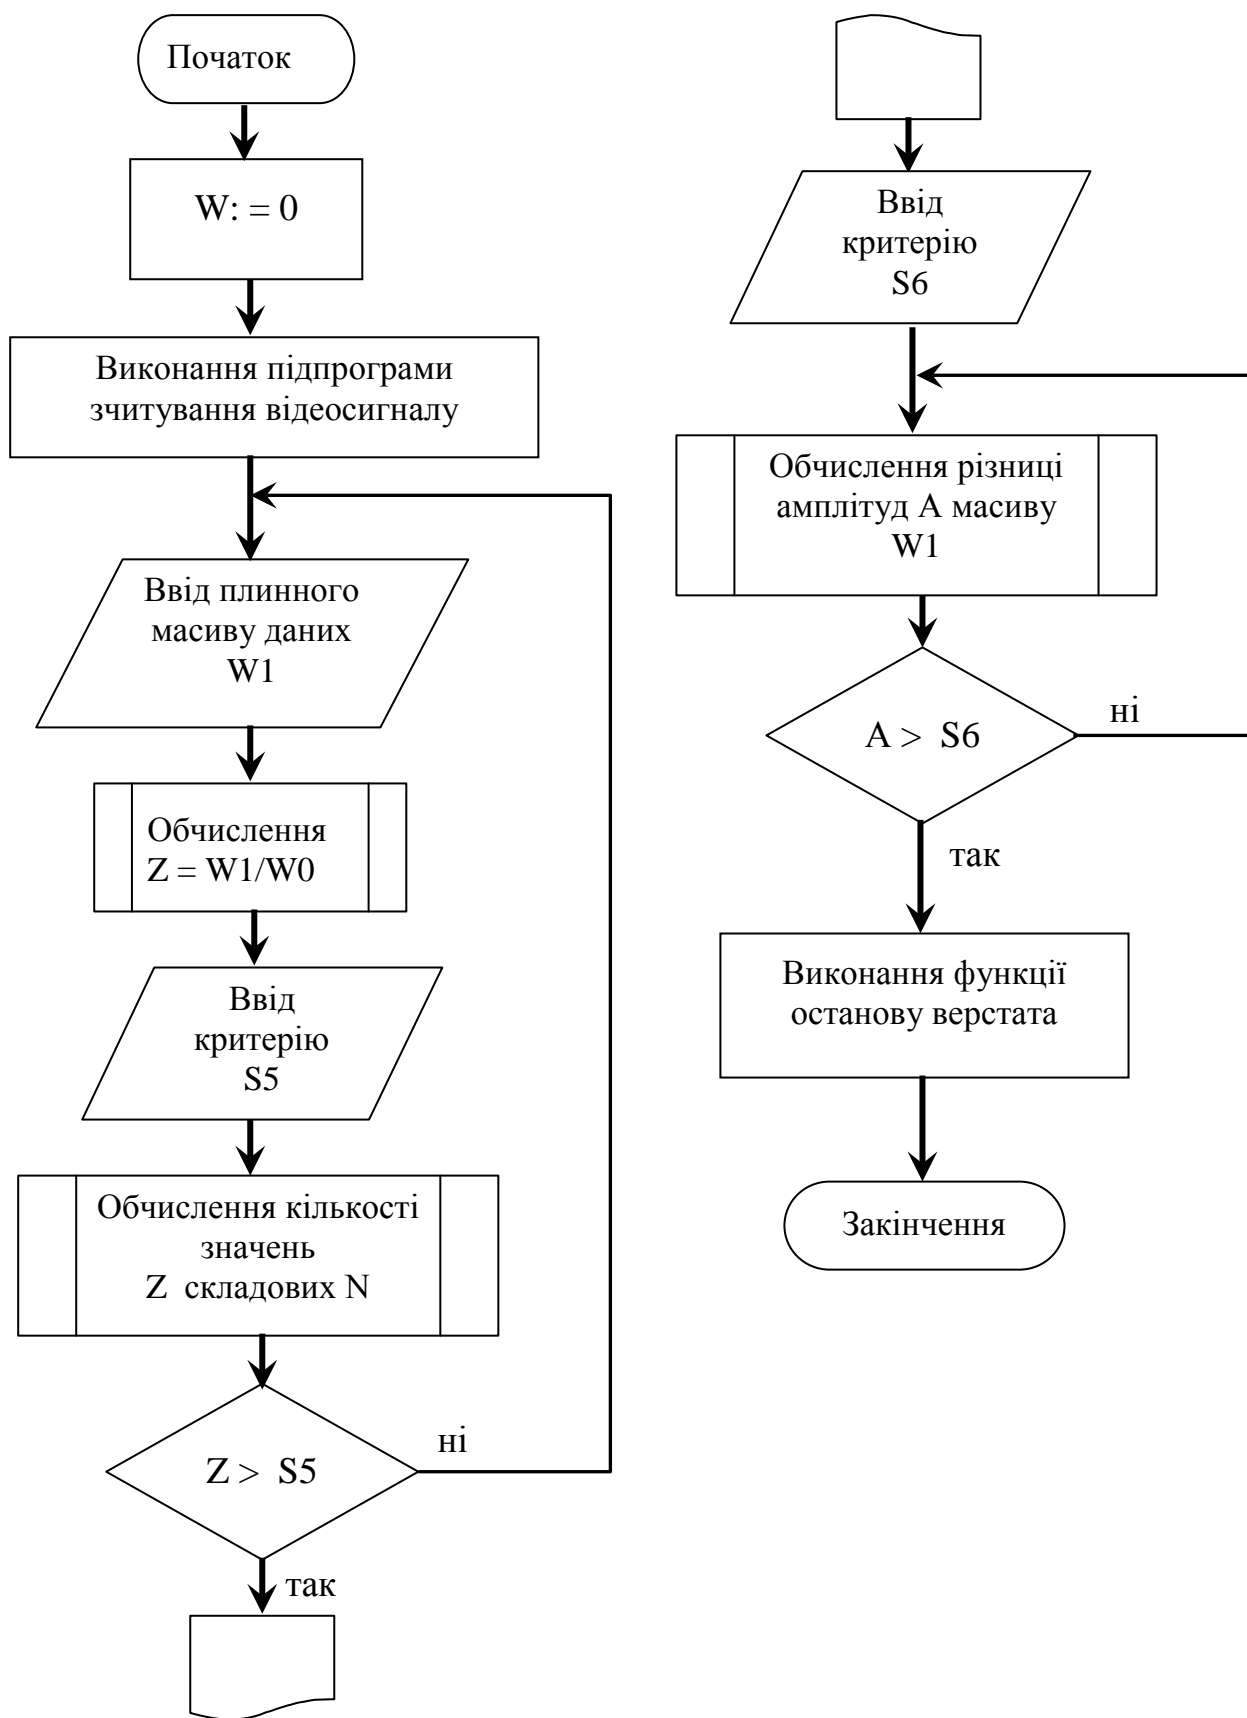 Початок
W: = 0
Виконання підпрограми
зчитування відеосигналу
Ввід плинного
масиву даних
W1
Обчислення
Z = W1/W0
Ввід
критерію
S5
Обчислення кількості
значень
Z складових N
Z > S5
ні
так
Ввід
критерію
S6
Обчислення різниці
амплітуд А масиву
W1
А > S6
ні
так
Виконання функції
останову верстата
Закінчення